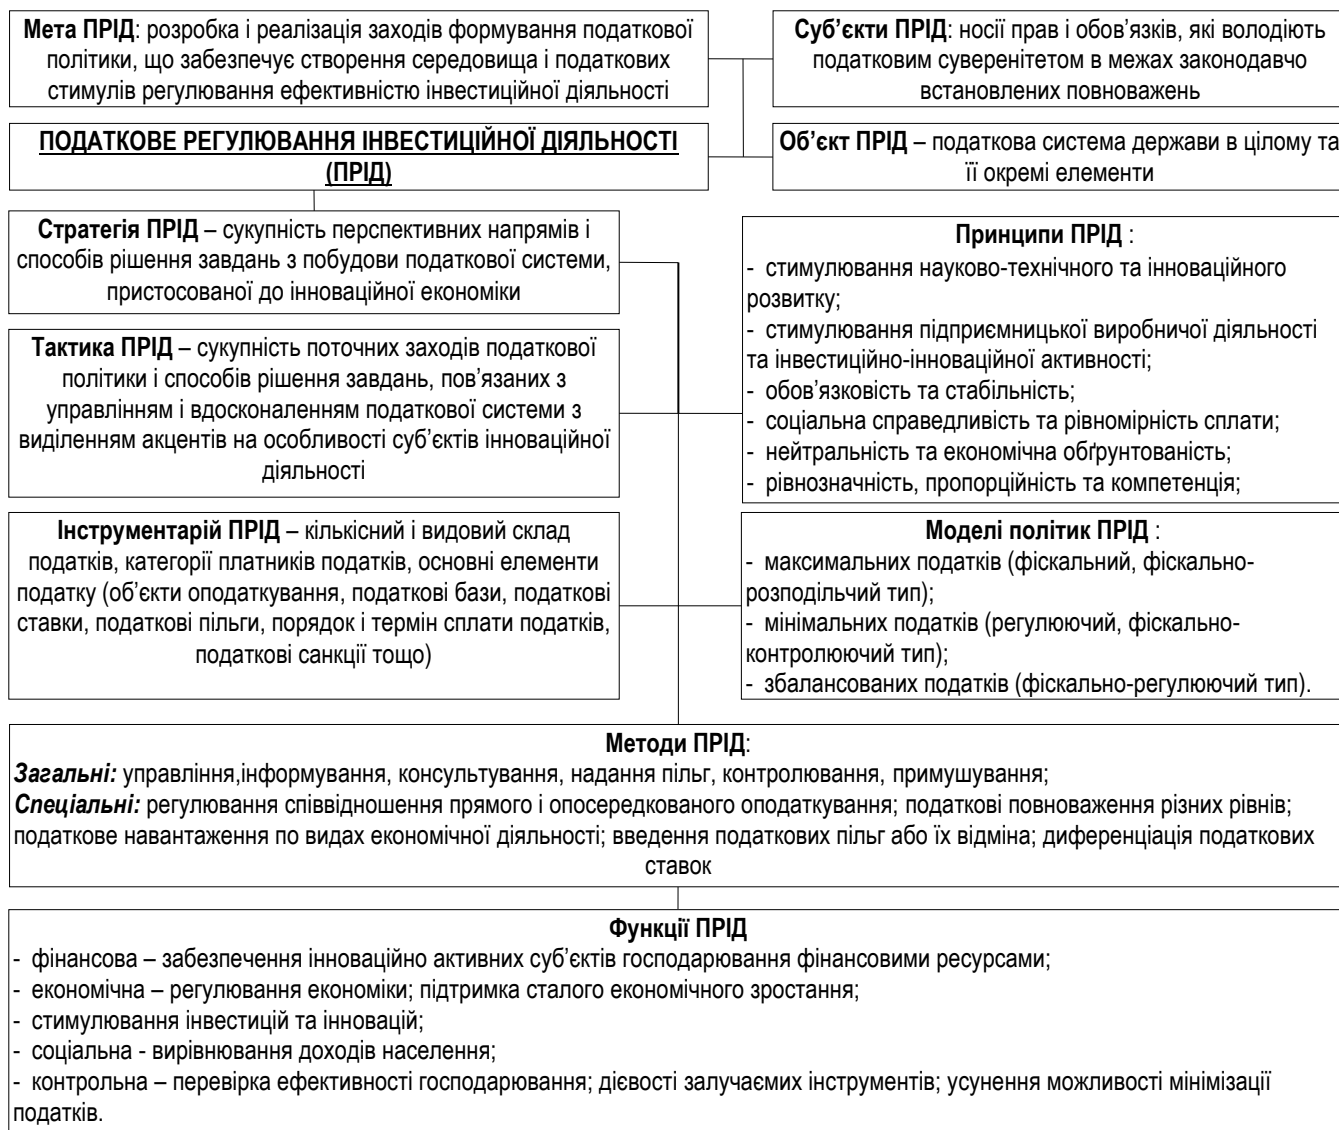 Мета ПРІД: розробка і реалізація заходів формування податкової
політики, що забезпечує створення середовища і податкових
стимулів регулювання ефективністю інвестиційної діяльності
Суб’єкти ПРІД: носії прав і обов’язків, які володіють
податковим суверенітетом в межах законодавчо
встановлених повноважень
ПОДАТКОВЕ РЕГУЛЮВАННЯ ІНВЕСТИЦІЙНОЇ ДІЯЛЬНОСТІ
(ПРІД)
Об’єкт ПРІД – податкова система держави в цілому та
її окремі елементи
Стратегія ПРІД – сукупність перспективних напрямів і
способів рішення завдань з побудови податкової системи,
пристосованої до інноваційної економіки
Тактика ПРІД – сукупність поточних заходів податкової
політики і способів рішення завдань, пов’язаних з
управлінням і вдосконаленням податкової системи з
виділенням акцентів на особливості суб’єктів інноваційної
діяльності
Інструментарій ПРІД – кількісний і видовий склад
податків, категорії платників податків, основні елементи
податку (об’єкти оподаткування, податкові бази, податкові
ставки, податкові пільги, порядок і термін сплати податків,
податкові санкції тощо)
Принципи ПРІД :
- стимулювання науково-технічного та інноваційного
розвитку;
- стимулювання підприємницької виробничої діяльності
та інвестиційно-інноваційної активності;
- обов’язковість та стабільність;
- соціальна справедливість та рівномірність сплати;
- нейтральність та економічна обґрунтованість;
- рівнозначність, пропорційність та компетенція;
Моделі політик ПРІД :
- максимальних податків (фіскальний, фіскально-
розподільчий тип);
- мінімальних податків (регулюючий, фіскально-
контролюючий тип);
- збалансованих податків (фіскально-регулюючий тип).
Методи ПРІД:
Загальні: управління,інформування, консультування, надання пільг, контролювання, примушування;
Спеціальні: регулювання співвідношення прямого і опосередкованого оподаткування; податкові повноваження різних рівнів;
податкове навантаження по видах економічної діяльності; введення податкових пільг або їх відміна; диференціація податкових
ставок
Функції ПРІД
- фінансова – забезпечення інноваційно активних суб’єктів господарювання фінансовими ресурсами;
- економічна – регулювання економіки; підтримка сталого економічного зростання;
- стимулювання інвестицій та інновацій;
- соціальна - вирівнювання доходів населення;
- контрольна – перевірка ефективності господарювання; дієвості залучаємих інструментів; усунення можливості мінімізації
податків.